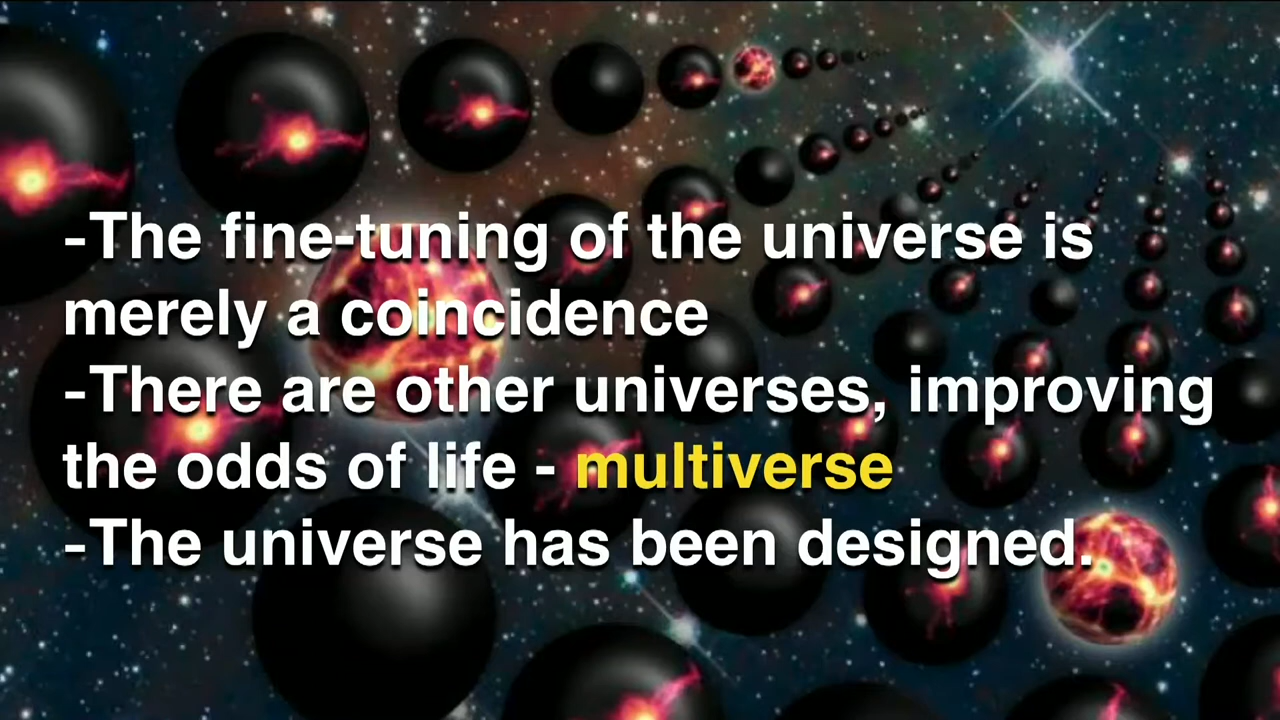 -The fine-tuning of the universe is
merely a coincidence
-There are other universes, improving
the odds of life - multiverse
-The universe has been designed.